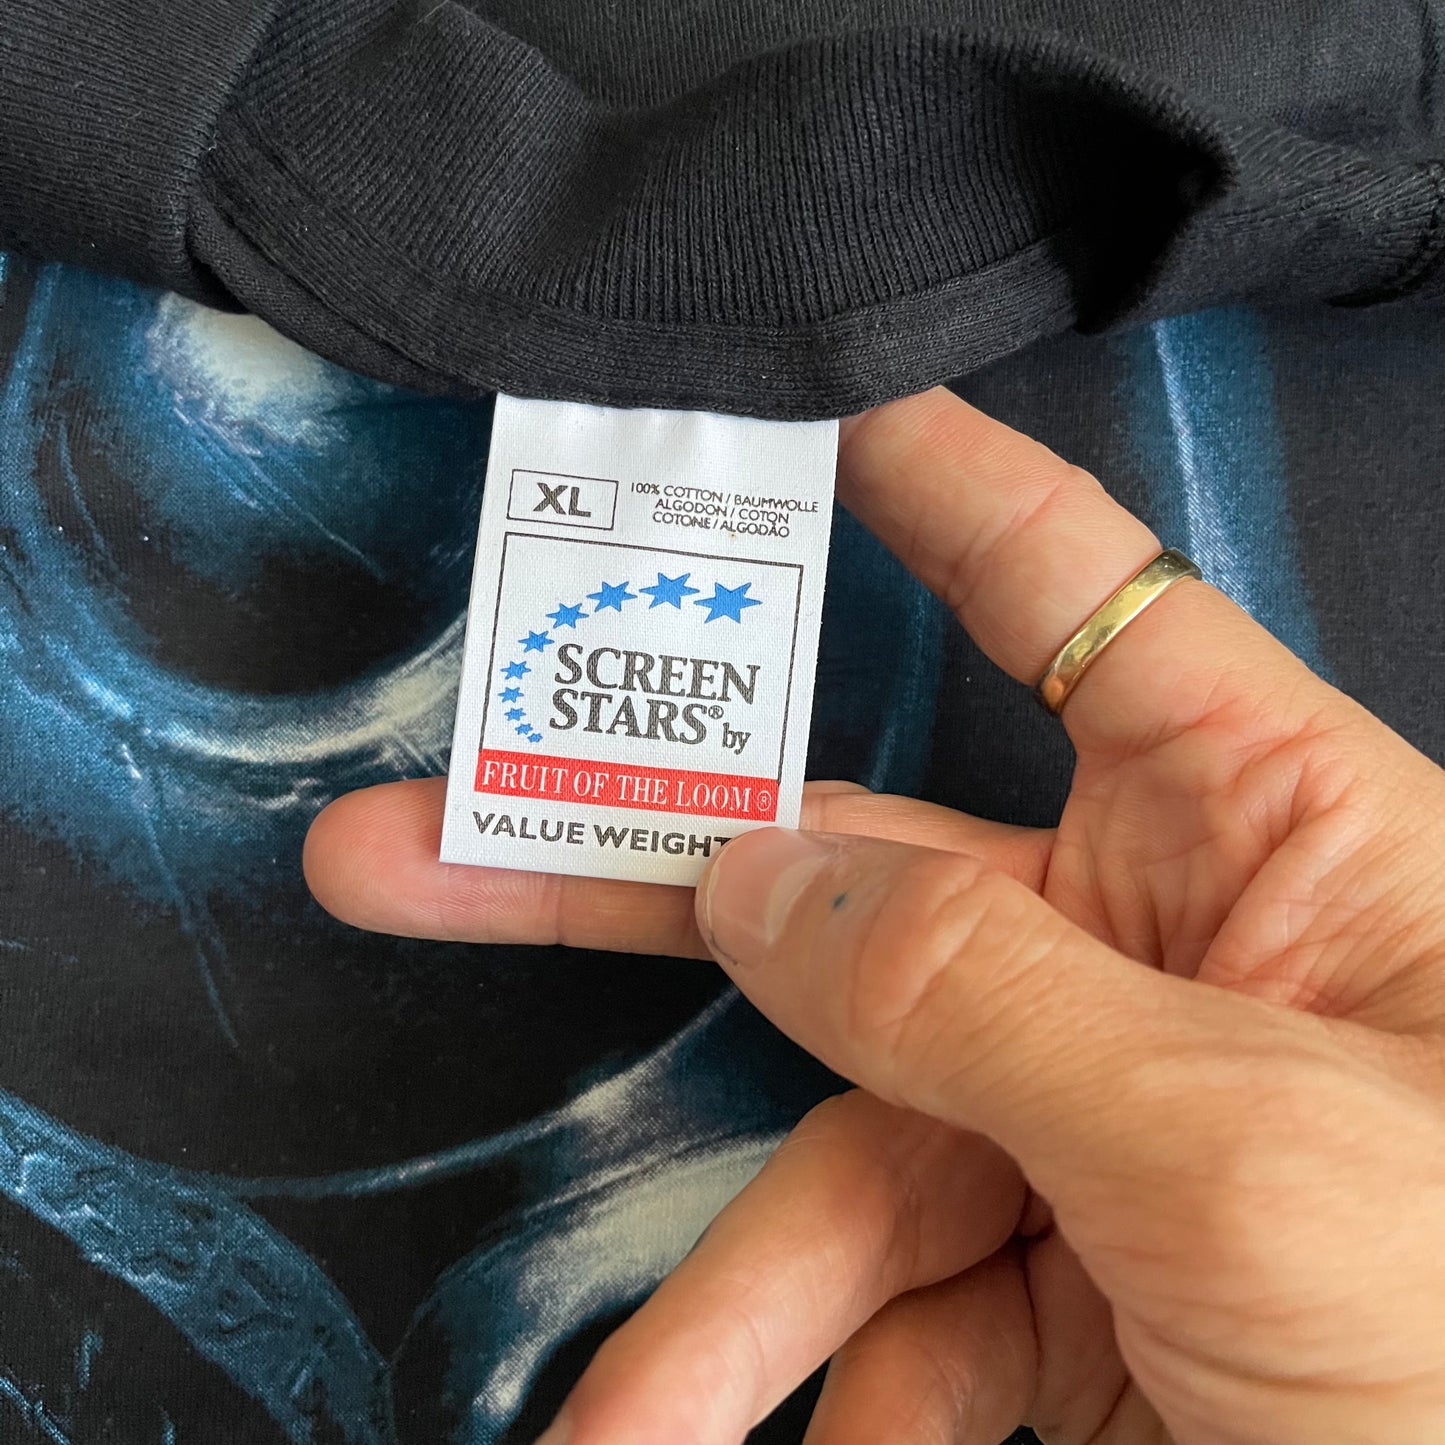 XL
100% COTTON / BAUMWOLLE
ALGODON / COTON
COTONE / ALGODÃO
SCREEN
STARS® by
FRUIT OF THE LOOM®
VALUE WEIGHT